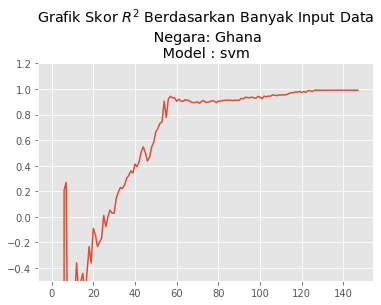 Grafik Skor R² Berdasarkan Banyak Input Data
Negara: Ghana
Model : svm
1.2
1.0
0.8
0.6
0.4
0.2
0.0
−0.2
−0.4
0 20 40 60 80 100 120 140